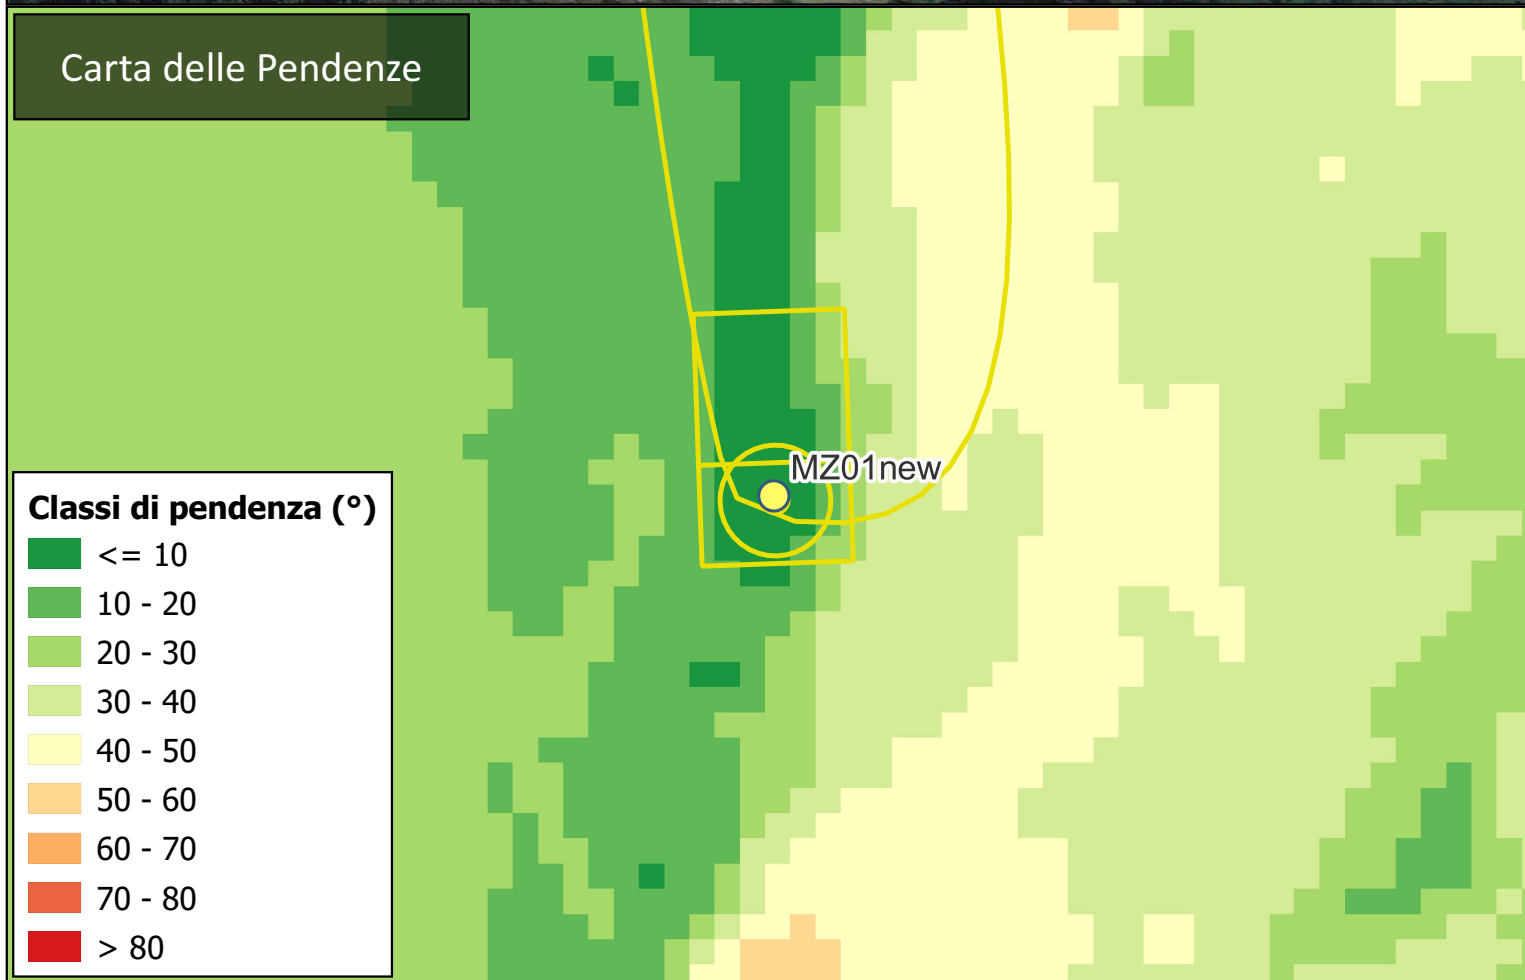 Carta delle Pendenze
MZ01new
Classi di pendenza (°)
<= 10
10 - 20
20 - 30
30 - 40
40 - 50
50 - 60
60 - 70
70 - 80
> 80